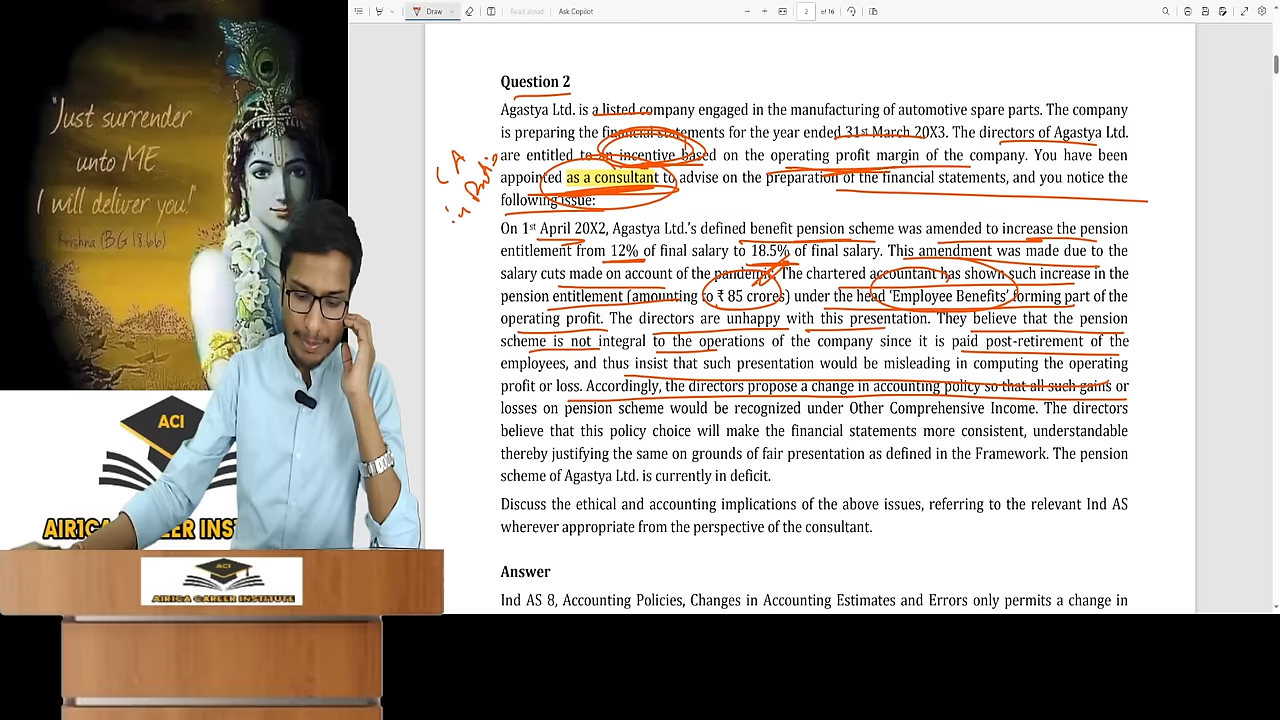 "Just surrender
unto ME
I will deliver you!"
Krishna (BG 18:66)
ACI
AIR1CA CAREER INS
ACI
AIR1CA CAREER INSTITUTE
Draw
Read aloud
Ask Copilot
2
of 16
Question 2
Agastya Ltd. is a listed company engaged in the manufacturing of automotive spare parts. The company
is preparing the financial statements for the year ended 31st March 20X3. The directors of Agastya Ltd.
are entitled to an incentive based on the operating profit margin of the company. You have been
appointed as a consultant to advise on the preparation of the financial statements, and you notice the
following issue:
CA
in
On 1st April 20X2, Agastya Ltd.'s defined benefit pension scheme was amended to increase the pension
entitlement from 12% of final salary to 18.5% of final salary. This amendment was made due to the
salary cuts made on account of the pandemic. The chartered accountant has shown such increase in the
pension entitlement (amounting to ₹ 85 crores) under the head 'Employee Benefits' forming part of the
operating profit. The directors are unhappy with this presentation. They believe that the pension
scheme is not integral to the operations of the company since it is paid post-retirement of the
employees, and thus insist that such presentation would be misleading in computing the operating
profit or loss. Accordingly, the directors propose a change in accounting policy so that all such gains or
losses on pension scheme would be recognized under Other Comprehensive Income. The directors
believe that this policy choice will make the financial statements more consistent, understandable
thereby justifying the same on grounds of fair presentation as defined in the Framework. The pension
scheme of Agastya Ltd. is currently in deficit.
Discuss the ethical and accounting implications of the above issues, referring to the relevant Ind AS
wherever appropriate from the perspective of the consultant.
Answer
Ind AS 8, Accounting Policies, Changes in Accounting Estimates and Errors only permits a change in